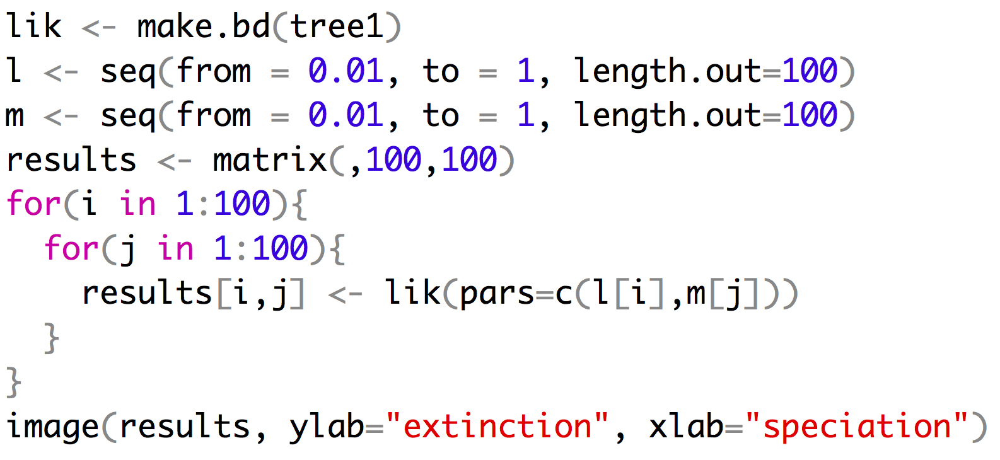 lik <- make.bd(tree1)
l <- seq(from = 0.01, to = 1, length.out=100)
m <- seq(from = 0.01, to = 1, length.out=100)
results <- matrix(,100,100)
for(i in 1:100){
  for(j in 1:100){
    results[i,j] <- lik(pars=c(l[i],m[j]))
  }
}
image(results, ylab="extinction", xlab="speciation")